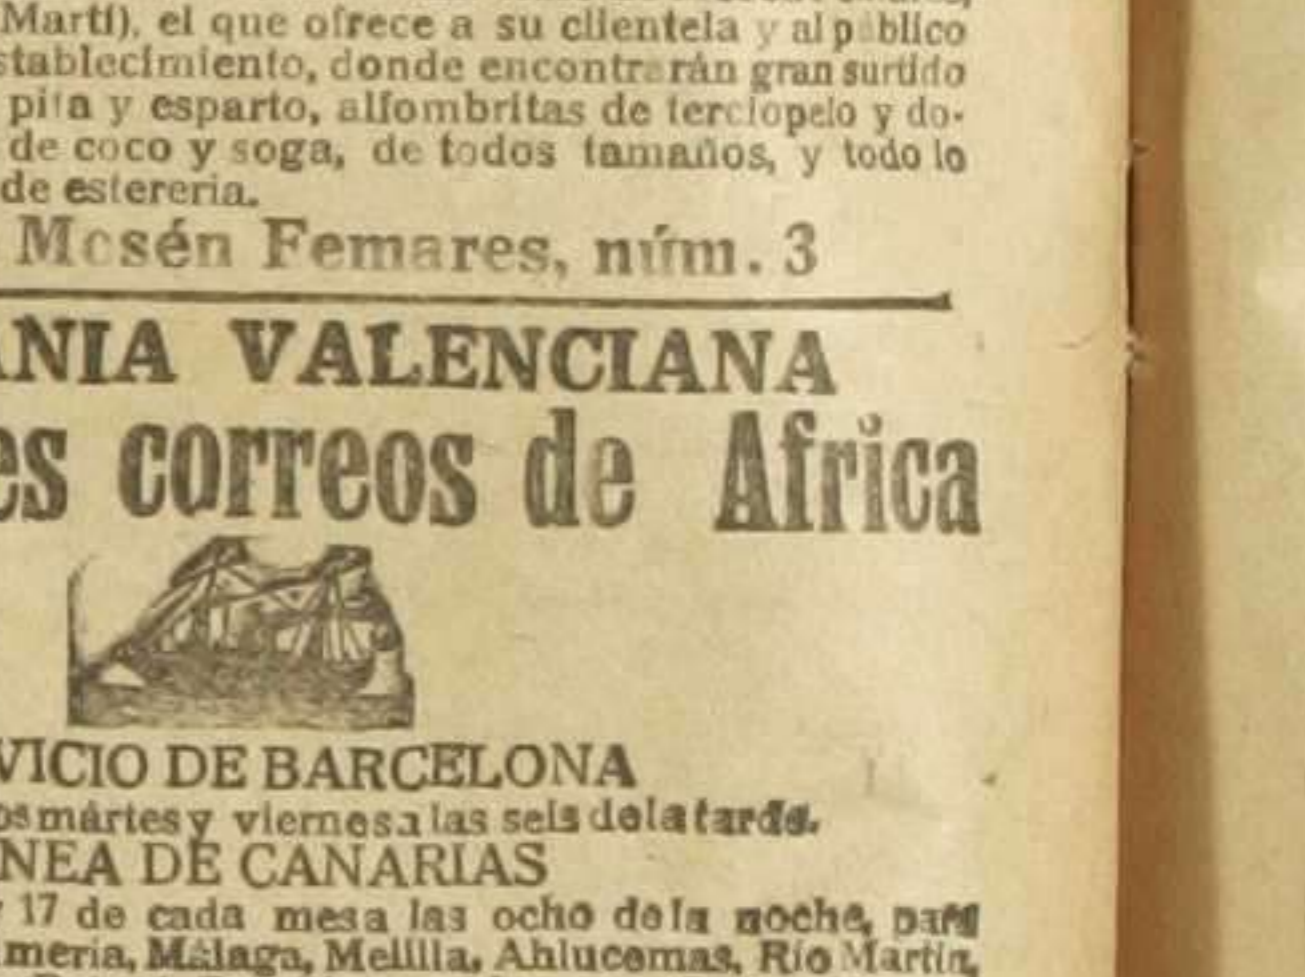 Martí), el que ofrece a su clientela y al público
stablecimiento, donde encontrarán gran surtido
pita y esparto, alfombritas de terciopelo y do-
de coco y soga, de todos tamaños, y todo lo
de estereria.
Mosén Femares, núm. 3
ANIA VALENCIANA
es correos de Africa
VICIO DE BARCELONA
os mártes y viernes a las seis de la tarde.
NEA DE CANARIAS
y 17 de cada mes a las ocho de la noche, para
meria, Málaga, Melilla, Ahlucemas, Río Martín,